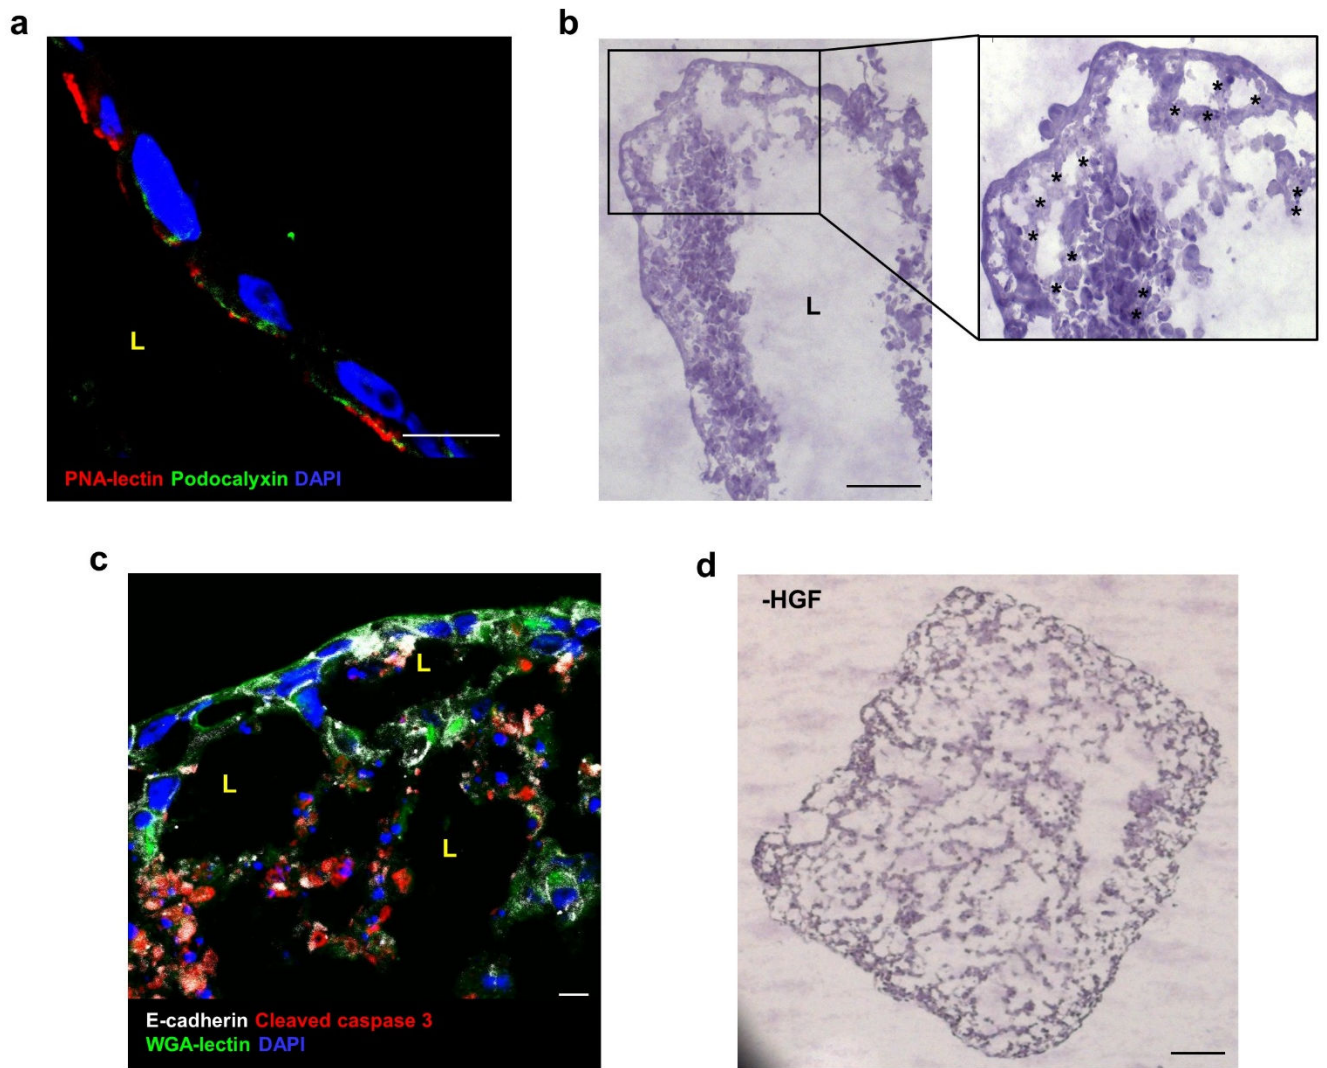 a
PNA-lectin Podocalyxin DAPI
L
b
L
* * * * * * * * * * * * * *
c
L
L
L
E-cadherin Cleaved caspase 3
WGA-lectin DAPI
d
-HGF